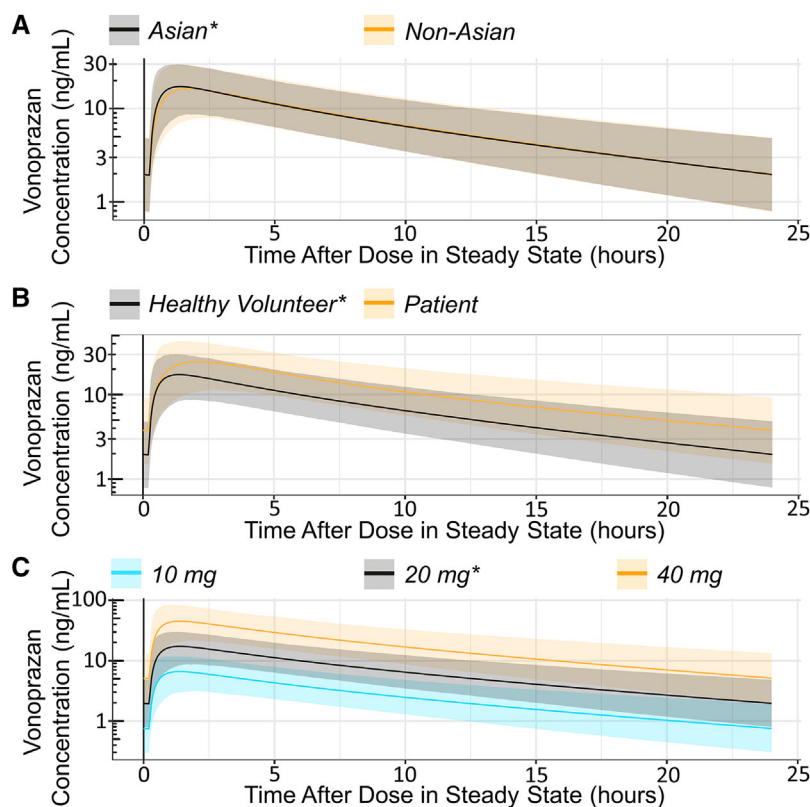 A
Asian* Non-Asian
Vonoprazan
Concentration (ng/mL)
30
10
3
1
0 5 10 15 20 25
Time After Dose in Steady State (hours)
B
Healthy Volunteer* Patient
Vonoprazan
Concentration (ng/mL)
30
10
3
1
0 5 10 15 20 25
Time After Dose in Steady State (hours)
C
10 mg 20 mg* 40 mg
Vonoprazan
Concentration (ng/mL)
100
10
1
0 5 10 15 20 25
Time After Dose in Steady State (hours)